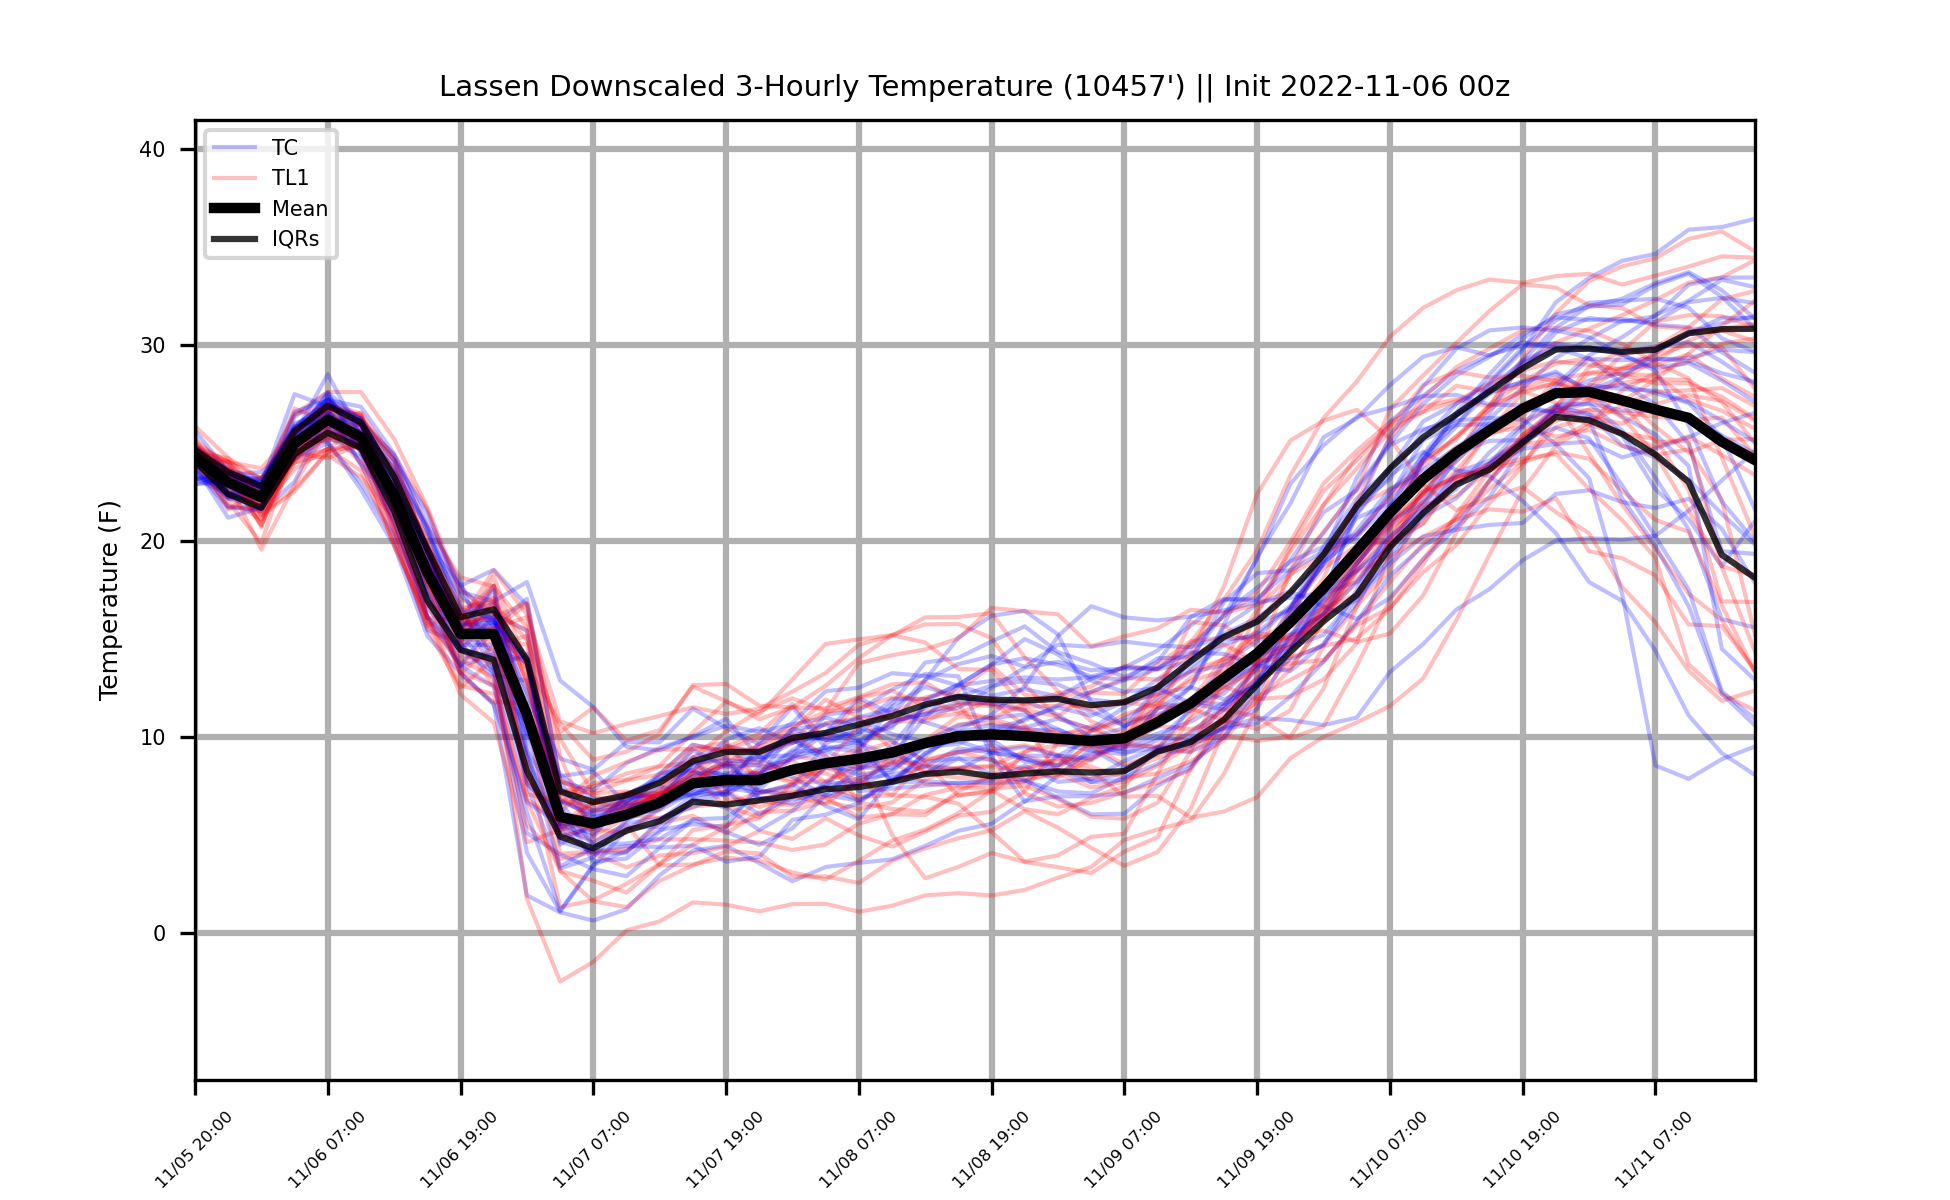 Lassen Downscaled 3-Hourly Temperature (10457') || Init 2022-11-06 00z
TC
TL1
Mean
IQRs
Temperature (F)
40
30
20
10
0
11/05 20:00
11/06 07:00
11/06 19:00
11/07 07:00
11/07 19:00
11/08 07:00
11/08 19:00
11/09 07:00
11/09 19:00
11/10 07:00
11/10 19:00
11/11 07:00